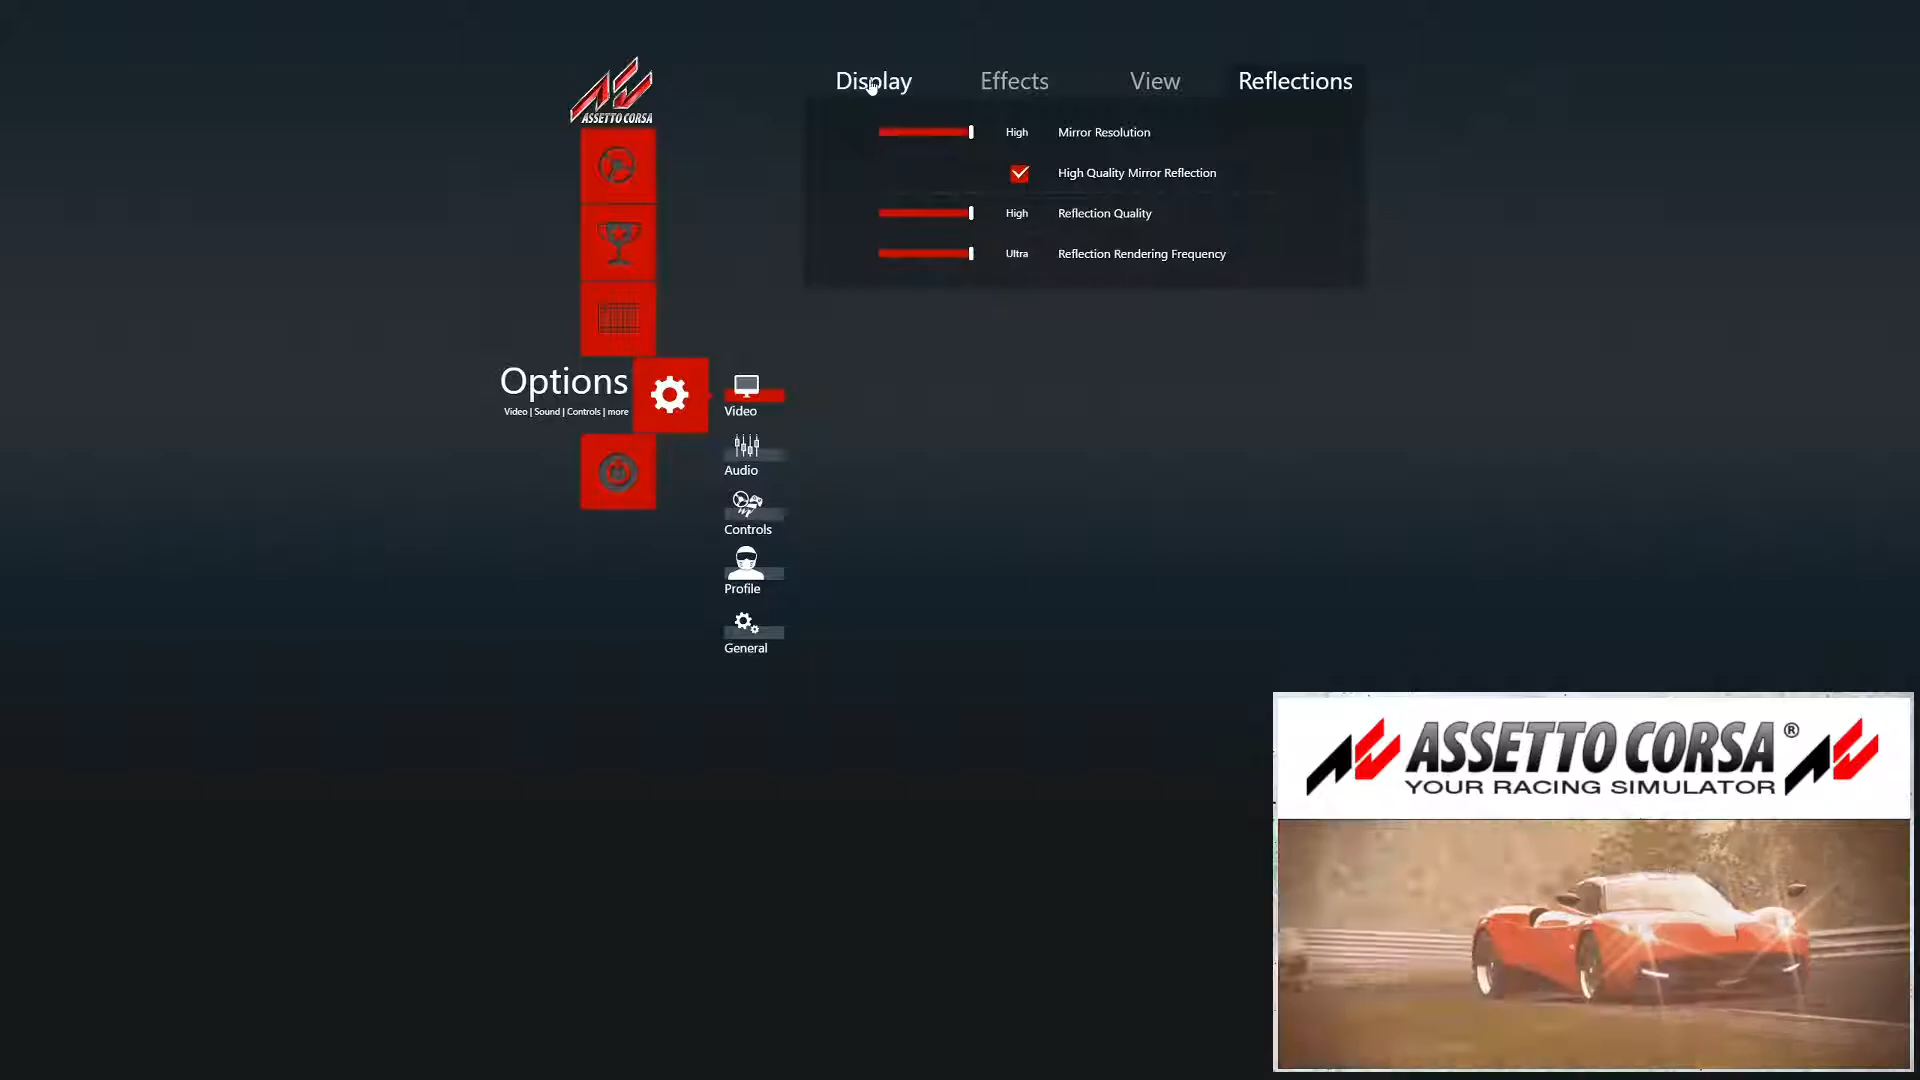 ASSETTO CORSA
Display
Effects
View
Reflections
High
Mirror Resolution
High Quality Mirror Reflection
High
Reflection Quality
Ultra
Reflection Rendering Frequency
Options
Video | Sound | Controls | more
Video
Audio
Controls
Profile
General
ASSETTO CORSA ®
YOUR RACING SIMULATOR